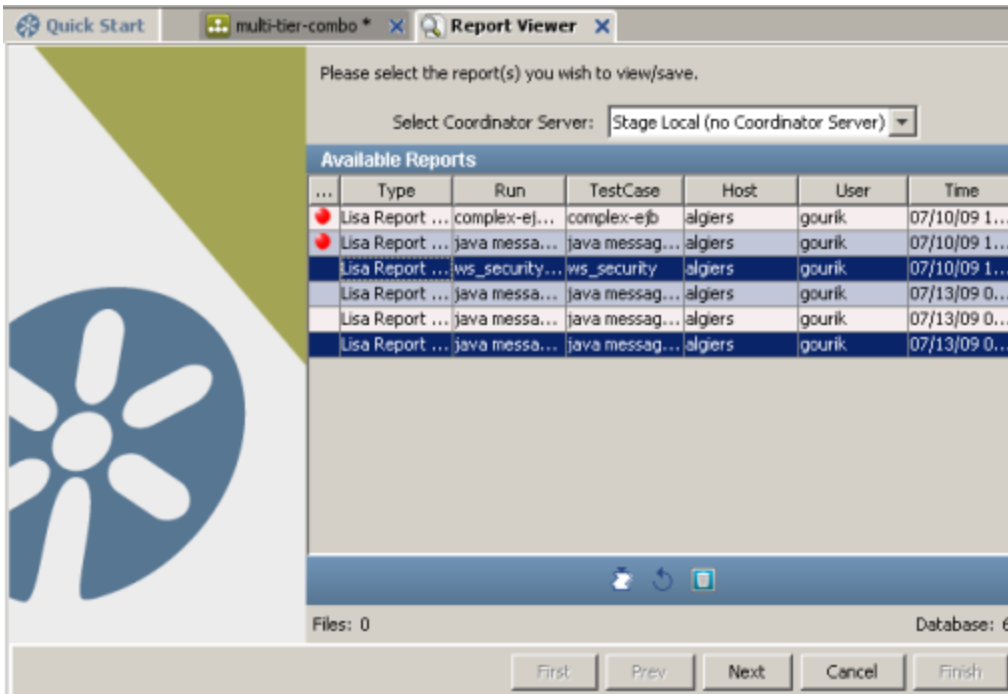 Quick Start multi-tier-combo * Report Viewer
Please select the report(s) you wish to view/save.
Select Coordinator Server: Stage Local (no Coordinator Server)
Available Reports
... Type Run TestCase Host User Time
Lisa Report ... complex-ej... complex-ejb algiers gourik 07/10/09 1...
Lisa Report ... java messa... java messag... algiers gourik 07/10/09 1...
Lisa Report ... ws_security... ws_security algiers gourik 07/10/09 1...
Lisa Report ... java messa... java messag... algiers gourik 07/13/09 0...
Lisa Report ... java messa... java messag... algiers gourik 07/13/09 0...
Lisa Report ... java messa... java messag... algiers gourik 07/13/09 0...
Files: 0 Database: 6
First Prev Next Cancel Finish